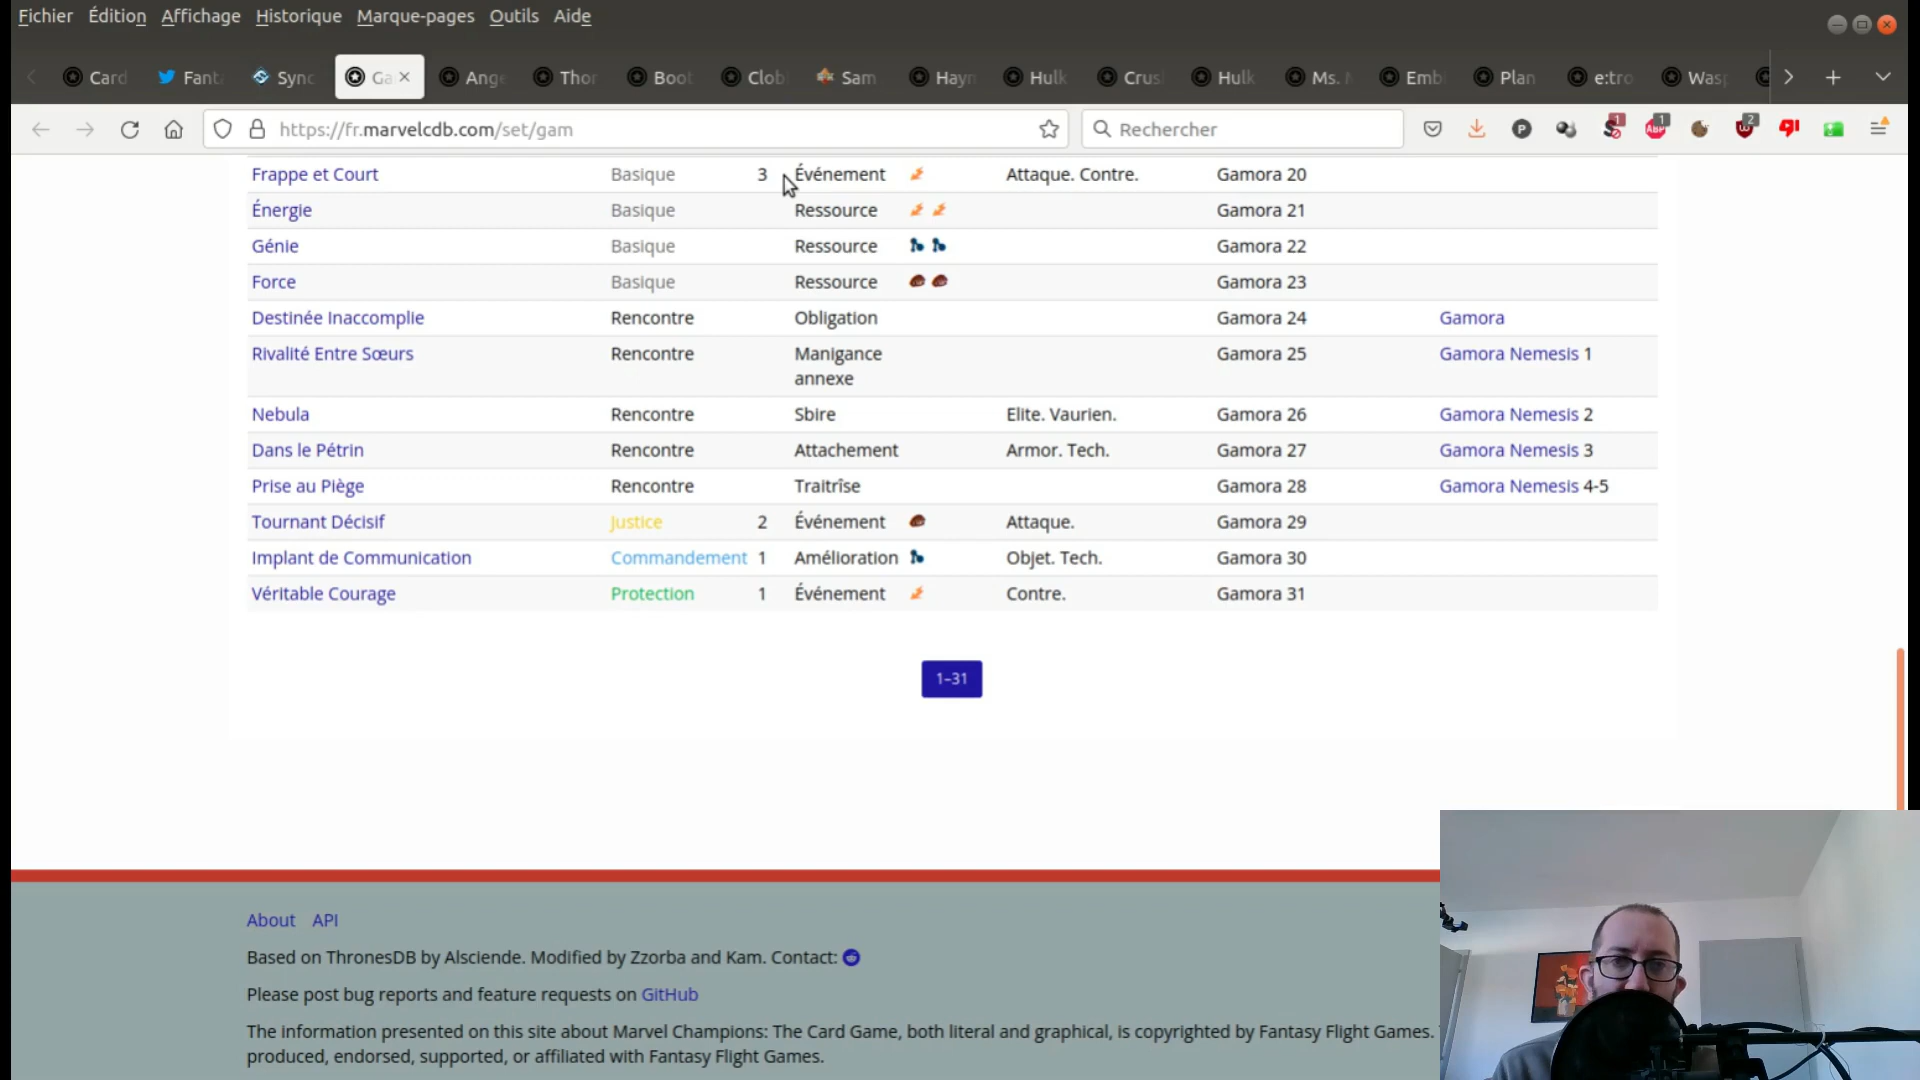 Fichier Édition Affichage Historique Marque-pages Outils Aide
Card Fant Sync Ga Ange Thor Boot Clob Sam Hayn Hulk Crus Hulk Ms. Emb Plan e:tro Wasp
https://fr.marvelcdb.com/set/gam Rechercher P 1 ABP 1 2
Frappe et Court Basique 3 Événement Attaque. Contre. Gamora 20
Énergie Basique Ressource Gamora 21
Génie Basique Ressource Gamora 22
Force Basique Ressource Gamora 23
Destinée Inaccomplie Rencontre Obligation Gamora 24 Gamora
Rivalité Entre Sœurs Rencontre Manigance annexe Gamora 25 Gamora Nemesis 1
Nebula Rencontre Sbire Elite. Vaurien. Gamora 26 Gamora Nemesis 2
Dans le Pétrin Rencontre Attachement Armor. Tech. Gamora 27 Gamora Nemesis 3
Prise au Piège Rencontre Traitrîse Gamora 28 Gamora Nemesis 4-5
Tournant Décisif Justice 2 Événement Attaque. Gamora 29
Implant de Communication Commandement 1 Amélioration Objet. Tech. Gamora 30
Véritable Courage Protection 1 Événement Contre. Gamora 31
1–31
About API
Based on ThronesDB by Alsciende. Modified by Zzorba and Kam. Contact:
Please post bug reports and feature requests on GitHub
The information presented on this site about Marvel Champions: The Card Game, both literal and graphical, is copyrighted by Fantasy Flight Games.
produced, endorsed, supported, or affiliated with Fantasy Flight Games.